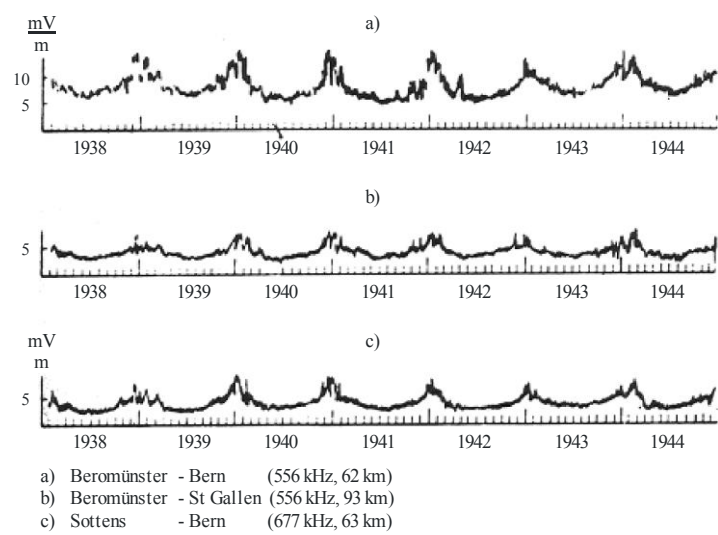 mV
m
a)
10
5
1938 1939 1940 1941 1942 1943 1944
b)
5
1938 1939 1940 1941 1942 1943 1944
mV
m
c)
5
1938 1939 1940 1941 1942 1943 1944
a) Beromünster - Bern (556 kHz, 62 km)
b) Beromünster - St Gallen (556 kHz, 93 km)
c) Sottens - Bern (677 kHz, 63 km)